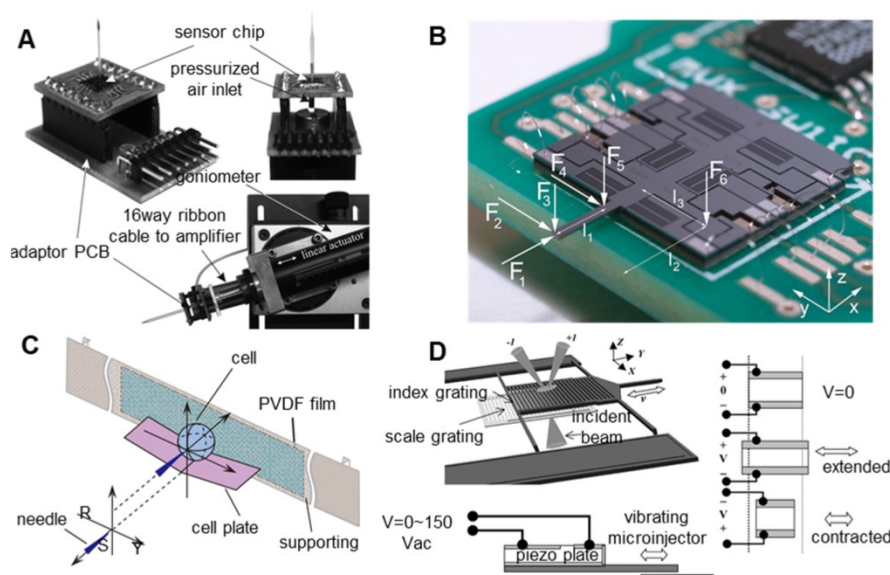 A
sensor chip
pressurized
air inlet
goniometer
16way ribbon
cable to amplifier
linear actuator
adaptor PCB
B
F4
F5
F6
F3
F2
F1
l1
l2
l3
z
y
x
C
cell
PVDF film
needle
R
S
Y
cell plate
supporting
D
-1
+1
Z
Y
X
index grating
scale grating
incident
beam
v
V=0~150
Vac
piezo plate
vibrating
microinjector
+
0
−
V=0
+
V
−
extended
−
V
+
contracted